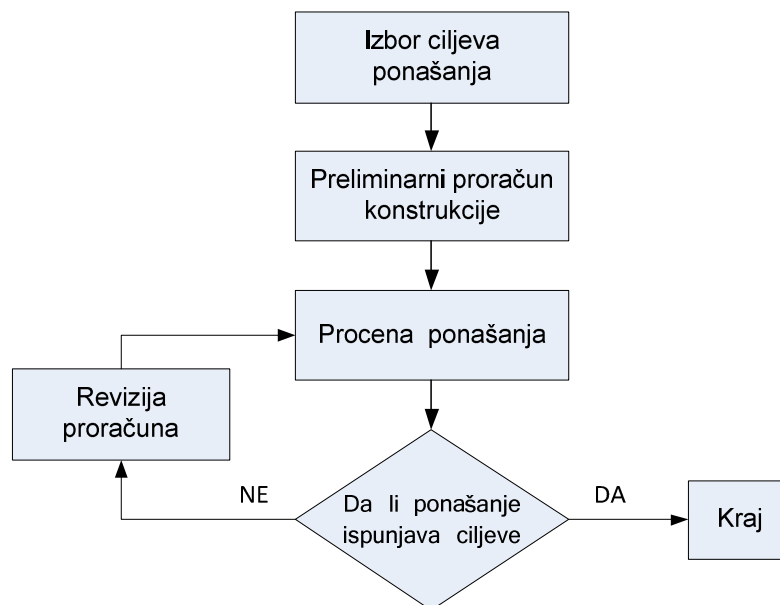 Izbor ciljeva
ponašanja
Preliminarni proračun
konstrukcije
Procena ponašanja
Revizija
proračuna
NE
Da li ponašanje
ispunjava ciljeve
DA
Kraj